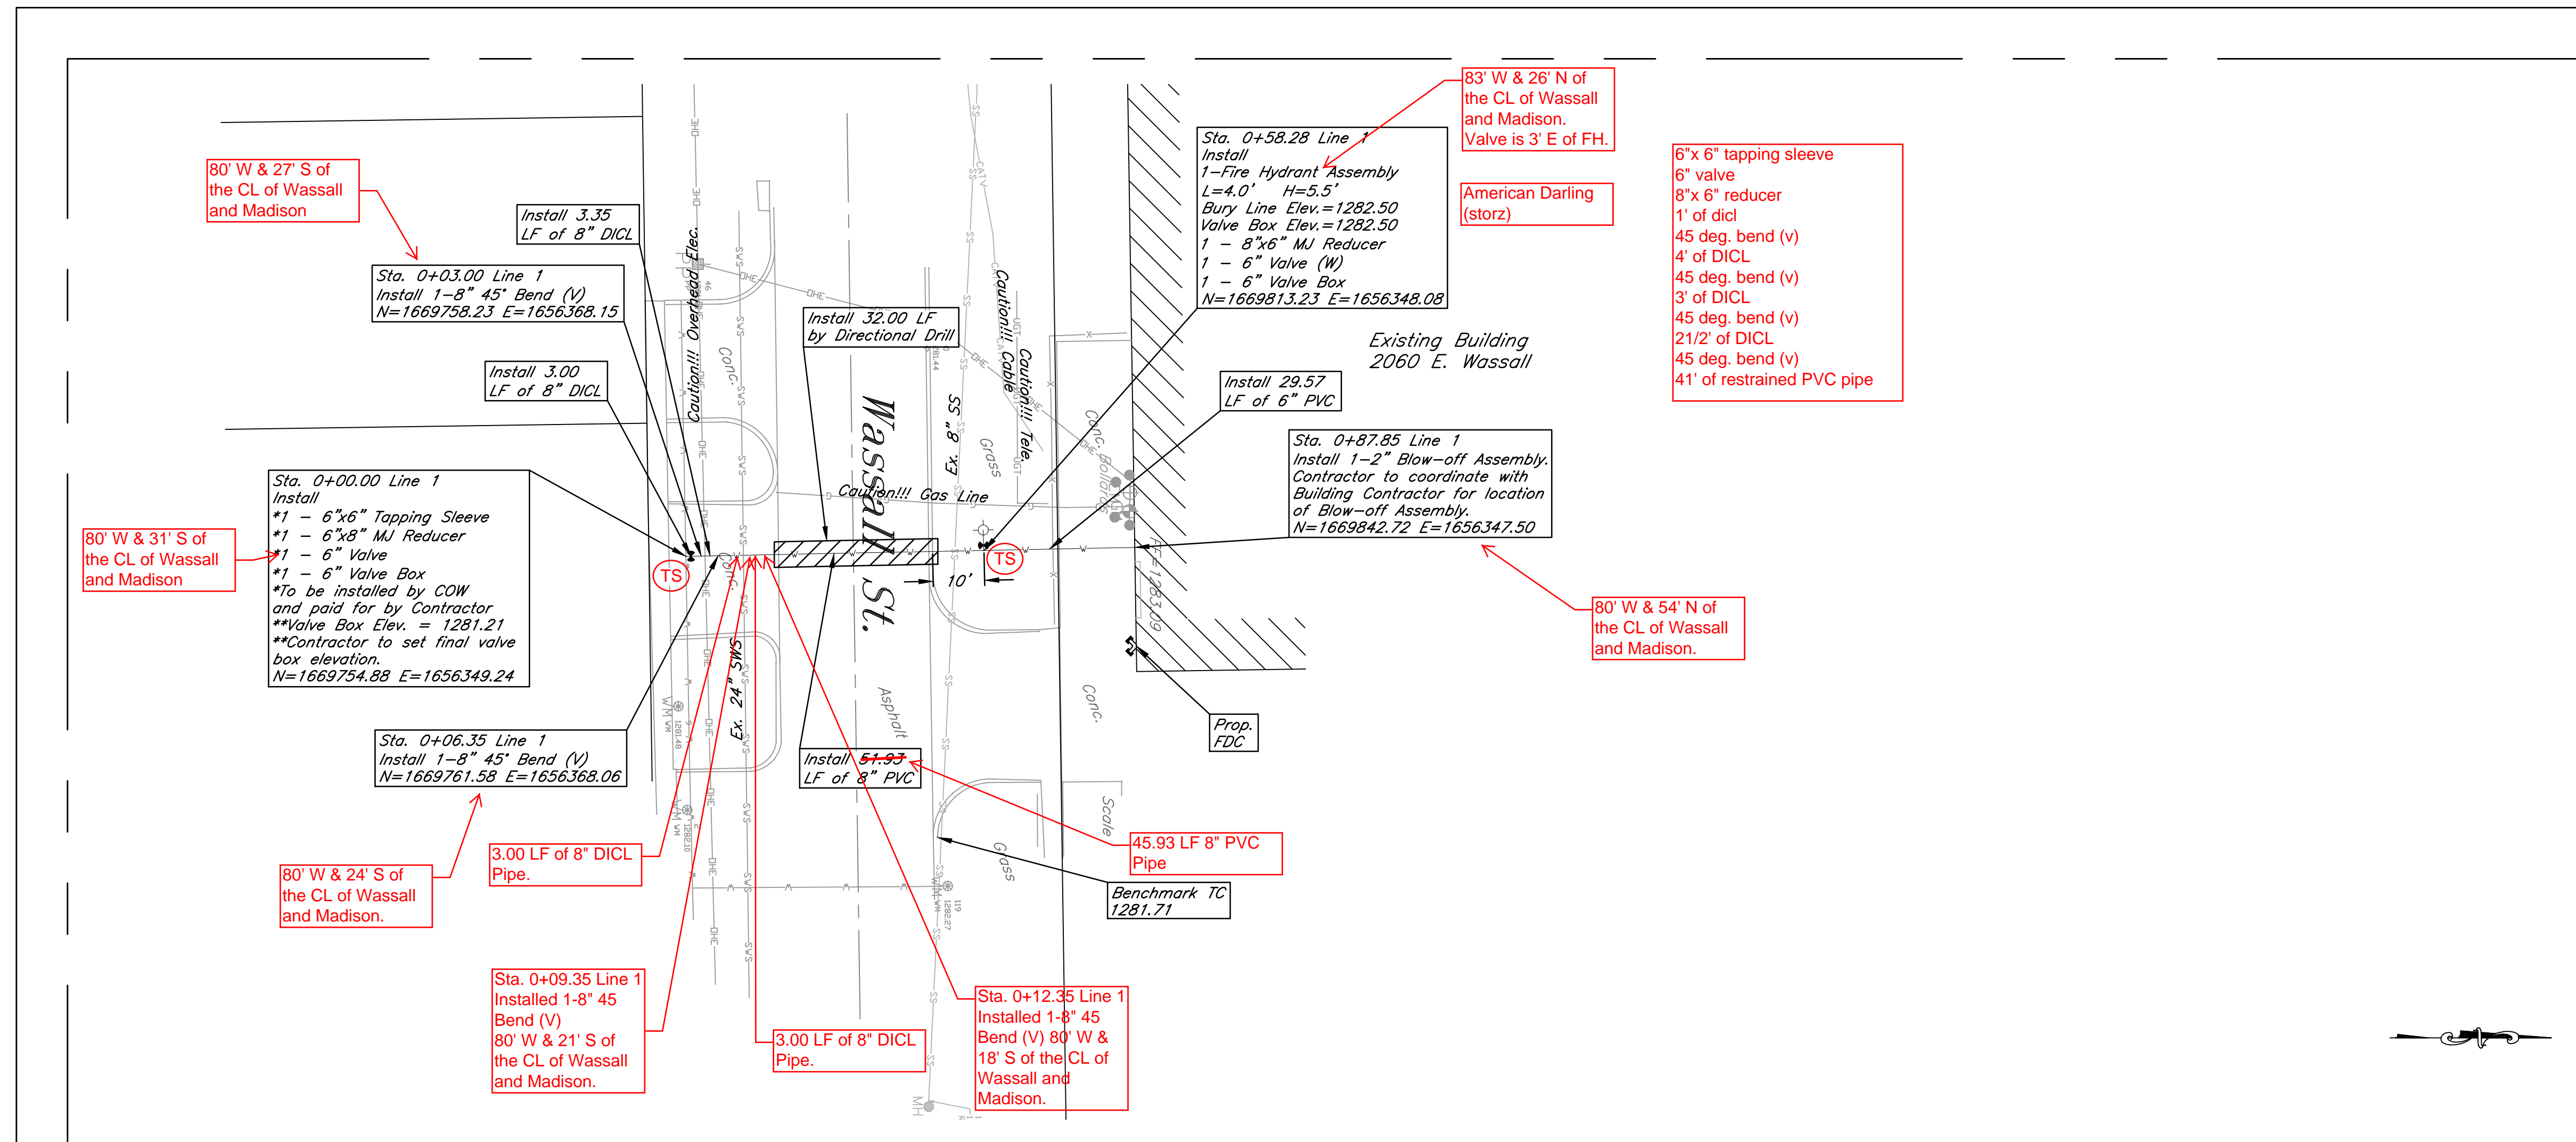 83' W & 26' N of
the CL of Wassall
and Madison.
Valve is 3' E of FH.
American Darling
(storz)
6"x 6" tapping sleeve
6" valve
8"x 6" reducer
1' of dicl
45 deg. bend (v)
4' of DICL
45 deg. bend (v)
3' of DICL
45 deg. bend (v)
21/2' of DICL
45 deg. bend (v)
41' of restrained PVC pipe
80' W & 27' S of
the CL of Wassall
and Madison
Sta. 0+58.28 Line 1
Install
1-Fire Hydrant Assembly
L=4.0' H=5.5'
Bury Line Elev.=1282.50
Valve Box Elev.=1282.50
1 - 8"x6" MJ Reducer
1 - 6" Valve (W)
1 - 6" Valve Box
N=1669813.23 E=1656348.08
Install 3.35
LF of 8" DICL
Sta. 0+03.00 Line 1
Install 1-8" 45° Bend (V)
N=1669758.23 E=1656368.15
Install 32.00 LF
by Directional Drill
Existing Building
2060 E. Wassall
Install 3.00
LF of 8" DICL
Install 29.57
LF of 6" PVC
Caution!!! Overhead Elec.
Caution!!! Cable
Caution!!! Tele.
Caution!!! Gas Line
Wassall St.
Ex. 8" SS
Ex. 24" SWS
Conc.
Conc.
Conc.
Conc.
Grass
Grass
Asphalt
Scale
Bollards
FF=1283.09
10'
TS
TS
Sta. 0+87.85 Line 1
Install 1-2" Blow-off Assembly.
Contractor to coordinate with
Building Contractor for location
of Blow-off Assembly.
N=1669842.72 E=1656347.50
Sta. 0+00.00 Line 1
Install
*1 - 6"x6" Tapping Sleeve
*1 - 6"x8" MJ Reducer
*1 - 6" Valve
*1 - 6" Valve Box
*To be installed by COW
and paid for by Contractor
**Valve Box Elev. = 1281.21
**Contractor to set final valve
box elevation.
N=1669754.88 E=1656349.24
80' W & 31' S of
the CL of Wassall
and Madison
80' W & 54' N of
the CL of Wassall
and Madison.
Sta. 0+06.35 Line 1
Install 1-8" 45° Bend (V)
N=1669761.58 E=1656368.06
Prop.
FDC
Install 51.93
LF of 8" PVC
45.93 LF 8" PVC
Pipe
3.00 LF of 8" DICL
Pipe.
80' W & 24' S of
the CL of Wassall
and Madison.
Benchmark TC
1281.71
Sta. 0+09.35 Line 1
Installed 1-8" 45
Bend (V)
80' W & 21' S of
the CL of Wassall
and Madison.
3.00 LF of 8" DICL
Pipe.
Sta. 0+12.35 Line 1
Installed 1-8" 45
Bend (V) 80' W &
18' S of the CL of
Wassall and
Madison.
119
1282.27
1281.48
1282.10
MH